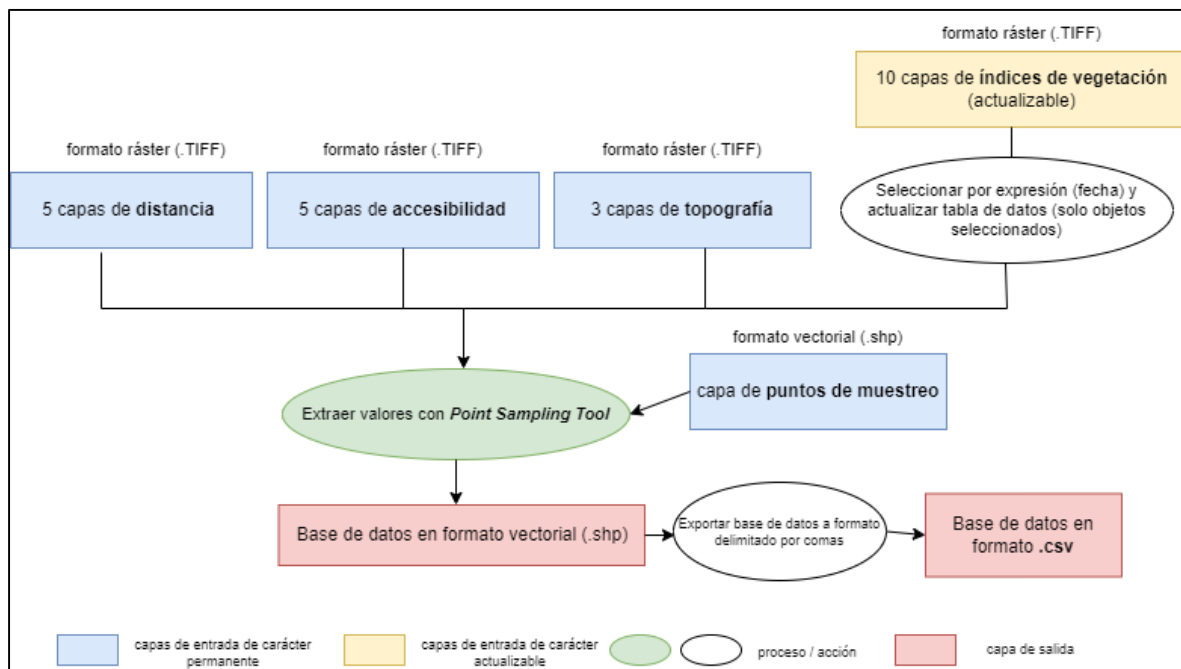 formato ráster (.TIFF)
10 capas de índices de vegetación
(actualizable)
formato ráster (.TIFF)
formato ráster (.TIFF)
formato ráster (.TIFF)
5 capas de distancia
5 capas de accesibilidad
3 capas de topografía
Seleccionar por expresión (fecha) y
actualizar tabla de datos (solo objetos
seleccionados)
formato vectorial (.shp)
capa de puntos de muestreo
Extraer valores con Point Sampling Tool
Base de datos en formato vectorial (.shp)
Exportar base de datos a formato
delimitado por comas
Base de datos en
formato .csv
capas de entrada de carácter
permanente
capas de entrada de carácter
actualizable
proceso / acción
capa de salida